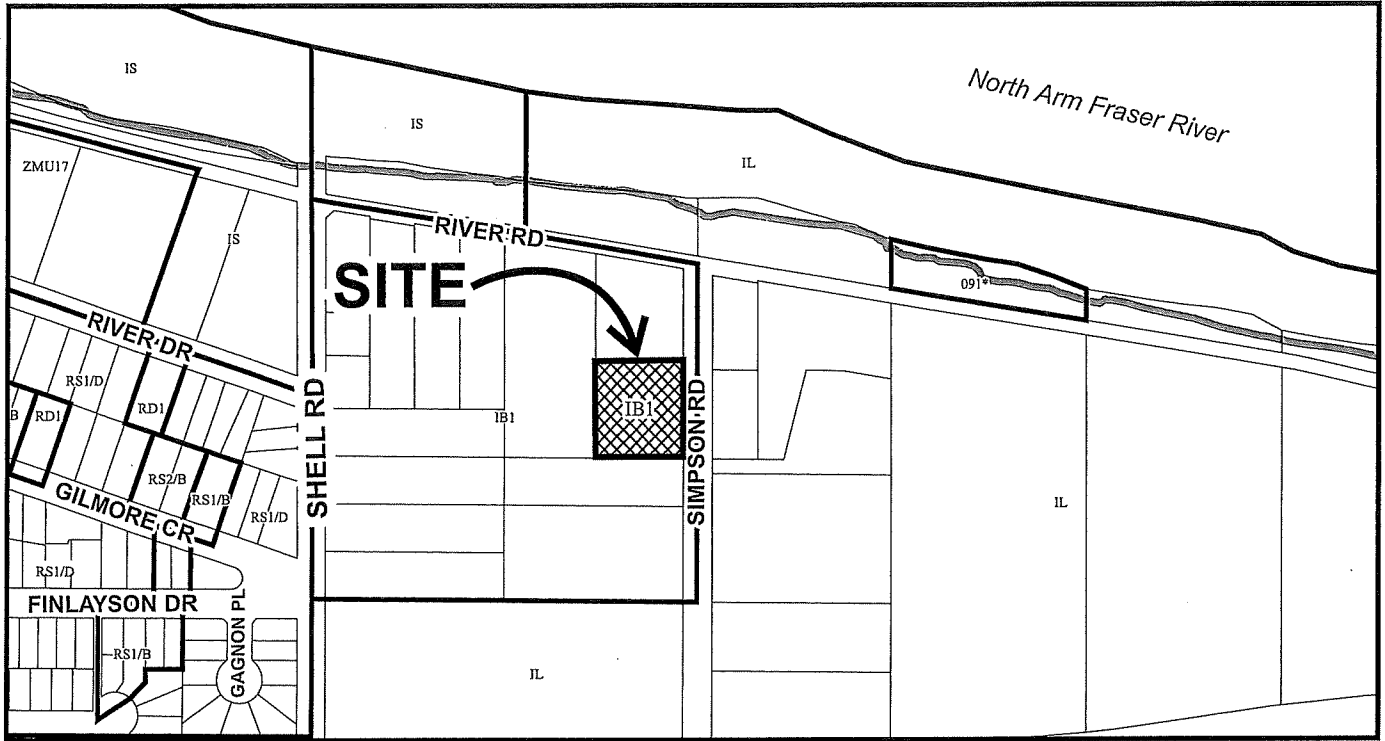 IS
North Arm Fraser River
IS
IL
ZMU17
IS
RIVER RD
SITE
091*
RIVER DR
RS1/D
RD1
B
RD1
SHELL RD
IB1
IB1
SIMPSON RD
RS2/B
RS1/B
RS1/D
GILMORE CR
IL
RS1/D
FINLAYSON DR
GAGNON PL
RS1/B
IL